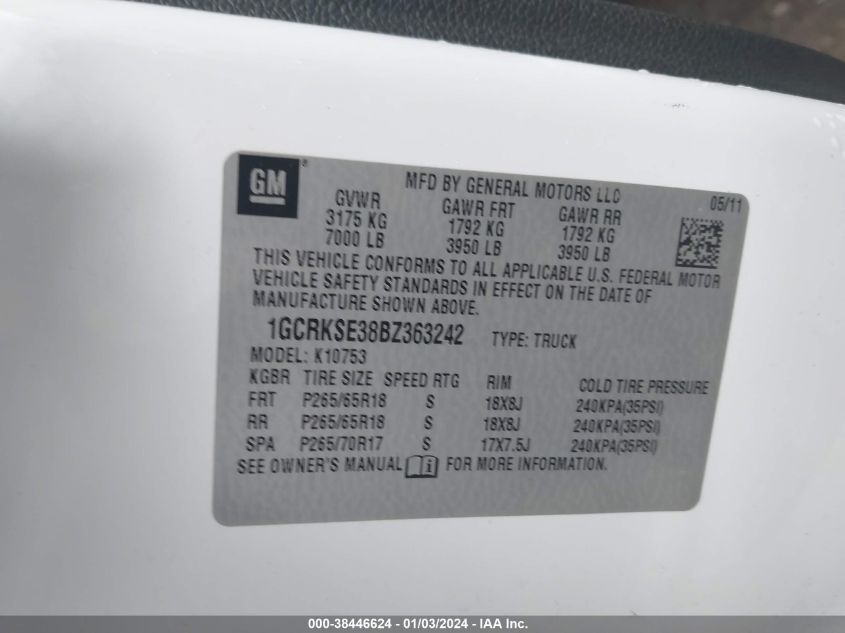 GM
MFD BY GENERAL MOTORS LLC
05/11
GVWR GAWR FRT GAWR RR
3175 KG 1792 KG 1792 KG
7000 LB 3950 LB 3950 LB
THIS VEHICLE CONFORMS TO ALL APPLICABLE U.S. FEDERAL MOTOR
VEHICLE SAFETY STANDARDS IN EFFECT ON THE DATE OF
MANUFACTURE SHOWN ABOVE.
1GCRKSE38BZ363242 TYPE: TRUCK
MODEL: K10753
KGBR TIRE SIZE SPEED RTG RIM COLD TIRE PRESSURE
FRT P265/65R18 S 18X8J 240KPA(35PSI)
RR P265/65R18 S 18X8J 240KPA(35PSI)
SPA P265/70R17 S 17X7.5J 240KPA(35PSI)
SEE OWNER'S MANUAL FOR MORE INFORMATION.
000-38446624 - 01/03/2024 - IAA Inc.